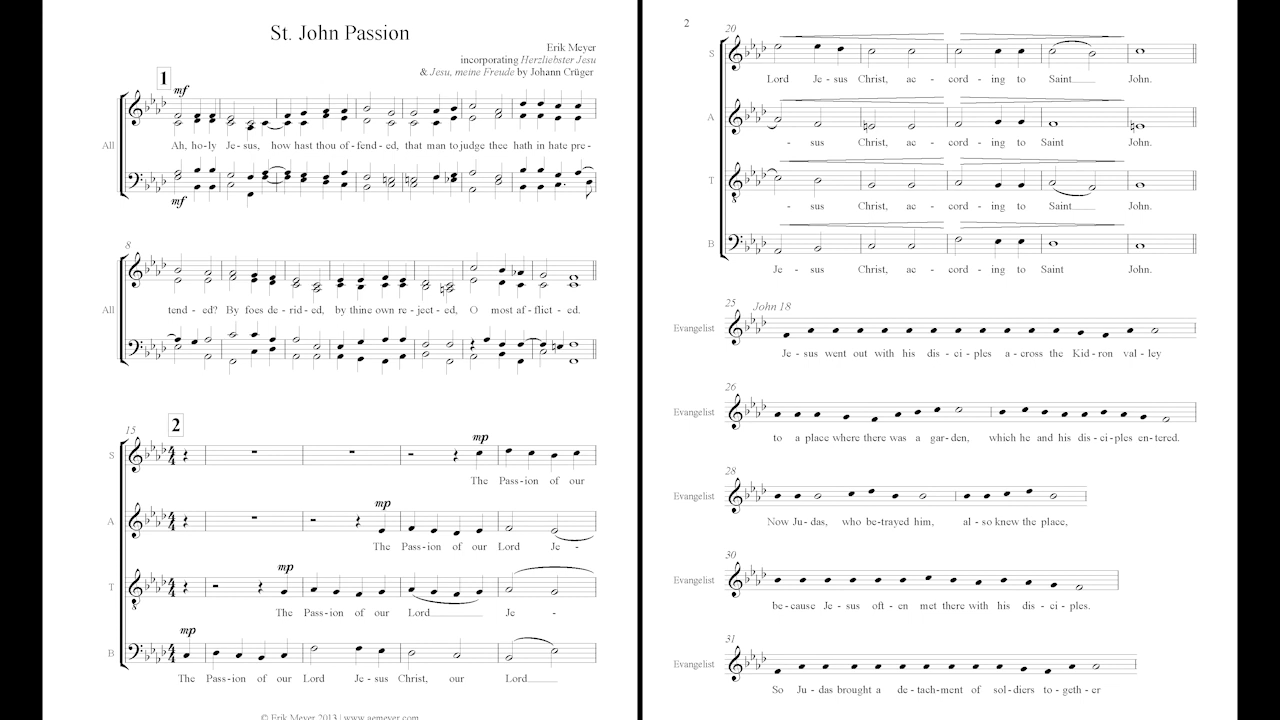 St. John Passion
Erik Meyer
incorporating Herzliebster Jesu
& Jesu, meine Freude by Johann Crüger
1
mf
All
Ah, ho-ly Je-sus, how hast thou of-fend-ed, that man to judge thee hath in hate pre-
mf
8
All
tend - ed? By foes de - rid - ed, by thine own re - ject - ed, O most af - flict - ed.
2
15
mp
S
The Pass-ion of our
mp
A
The Pass-ion of our Lord Je -
mp
T
The Pass-ion of our Lord Je -
mp
B
The Pass-ion of our Lord Je - sus Christ, our Lord
© Erik Meyer 2013 | www.aemeyer.com
2
20
S
Lord Je - sus Christ, ac - cord - ing to Saint John.
A
- sus Christ, ac - cord - ing to Saint John.
T
- sus Christ, ac - cord - ing to Saint John.
B
Je - sus Christ, ac - cord - ing to Saint John.
25 John 18
Evangelist
Je - sus went out with his dis - ci - ples a - cross the Kid - ron val - ley
26
Evangelist
to a place where there was a gar - den, which he and his dis - ci - ples en - tered.
28
Evangelist
Now Ju - das, who be - trayed him, al - so knew the place,
30
Evangelist
be - cause Je - sus oft - en met there with his dis - ci - ples.
31
Evangelist
So Ju - das brought a de - tach - ment of sol - diers to - geth - er